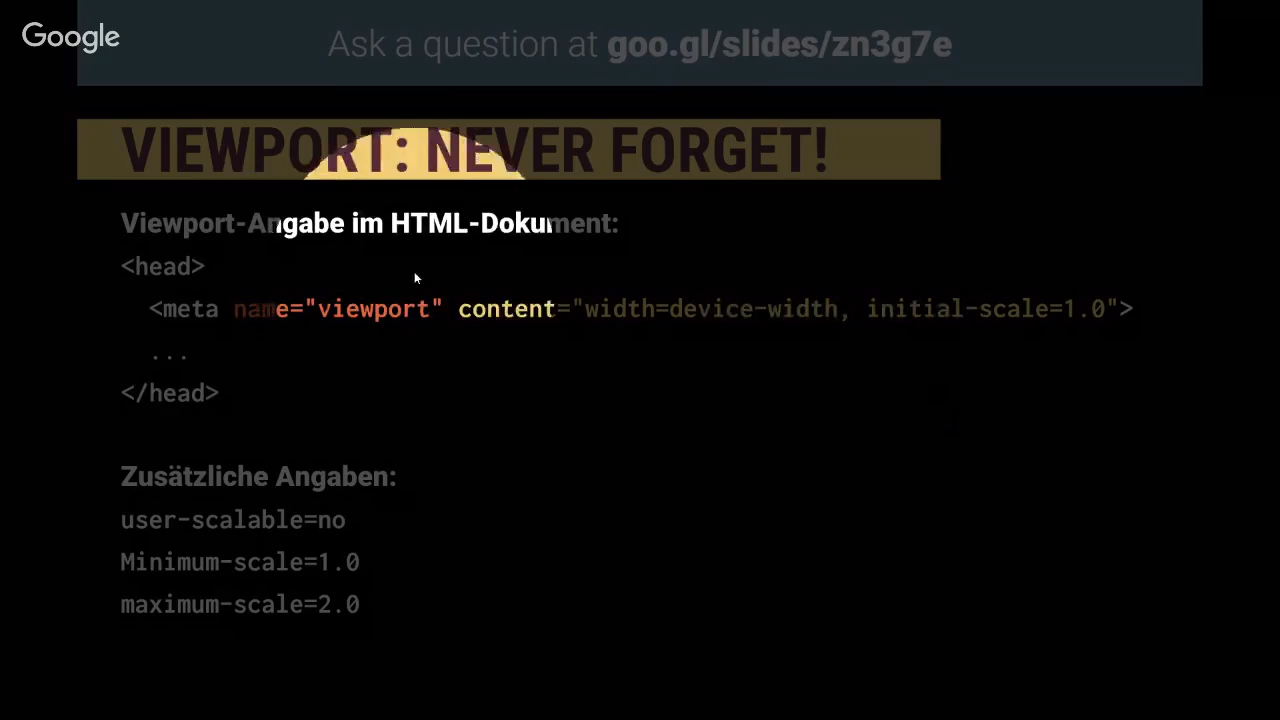 Google
Ask a question at goo.gl/slides/zn3g7e
VIEWPORT: NEVER FORGET!
Viewport-Angabe im HTML-Dokument:
<head>
<meta name="viewport" content="width=device-width, initial-scale=1.0">
...
</head>
Zusätzliche Angaben:
user-scalable=no
Minimum-scale=1.0
maximum-scale=2.0